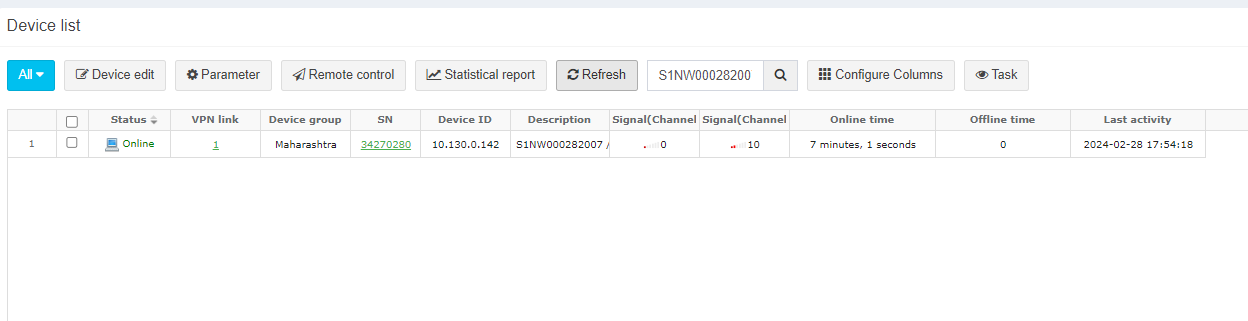 Device list
All Device edit Parameter Remote control Statistical report Refresh S1NW00028200 Configure Columns Task
Status VPN link Device group SN Device ID Description Signal(Channel Signal(Channel Online time Offline time Last activity
1 Online 1 Maharashtra 34270280 10.130.0.142 S1NW000282007 / 0 10 7 minutes, 1 seconds 0 2024-02-28 17:54:18